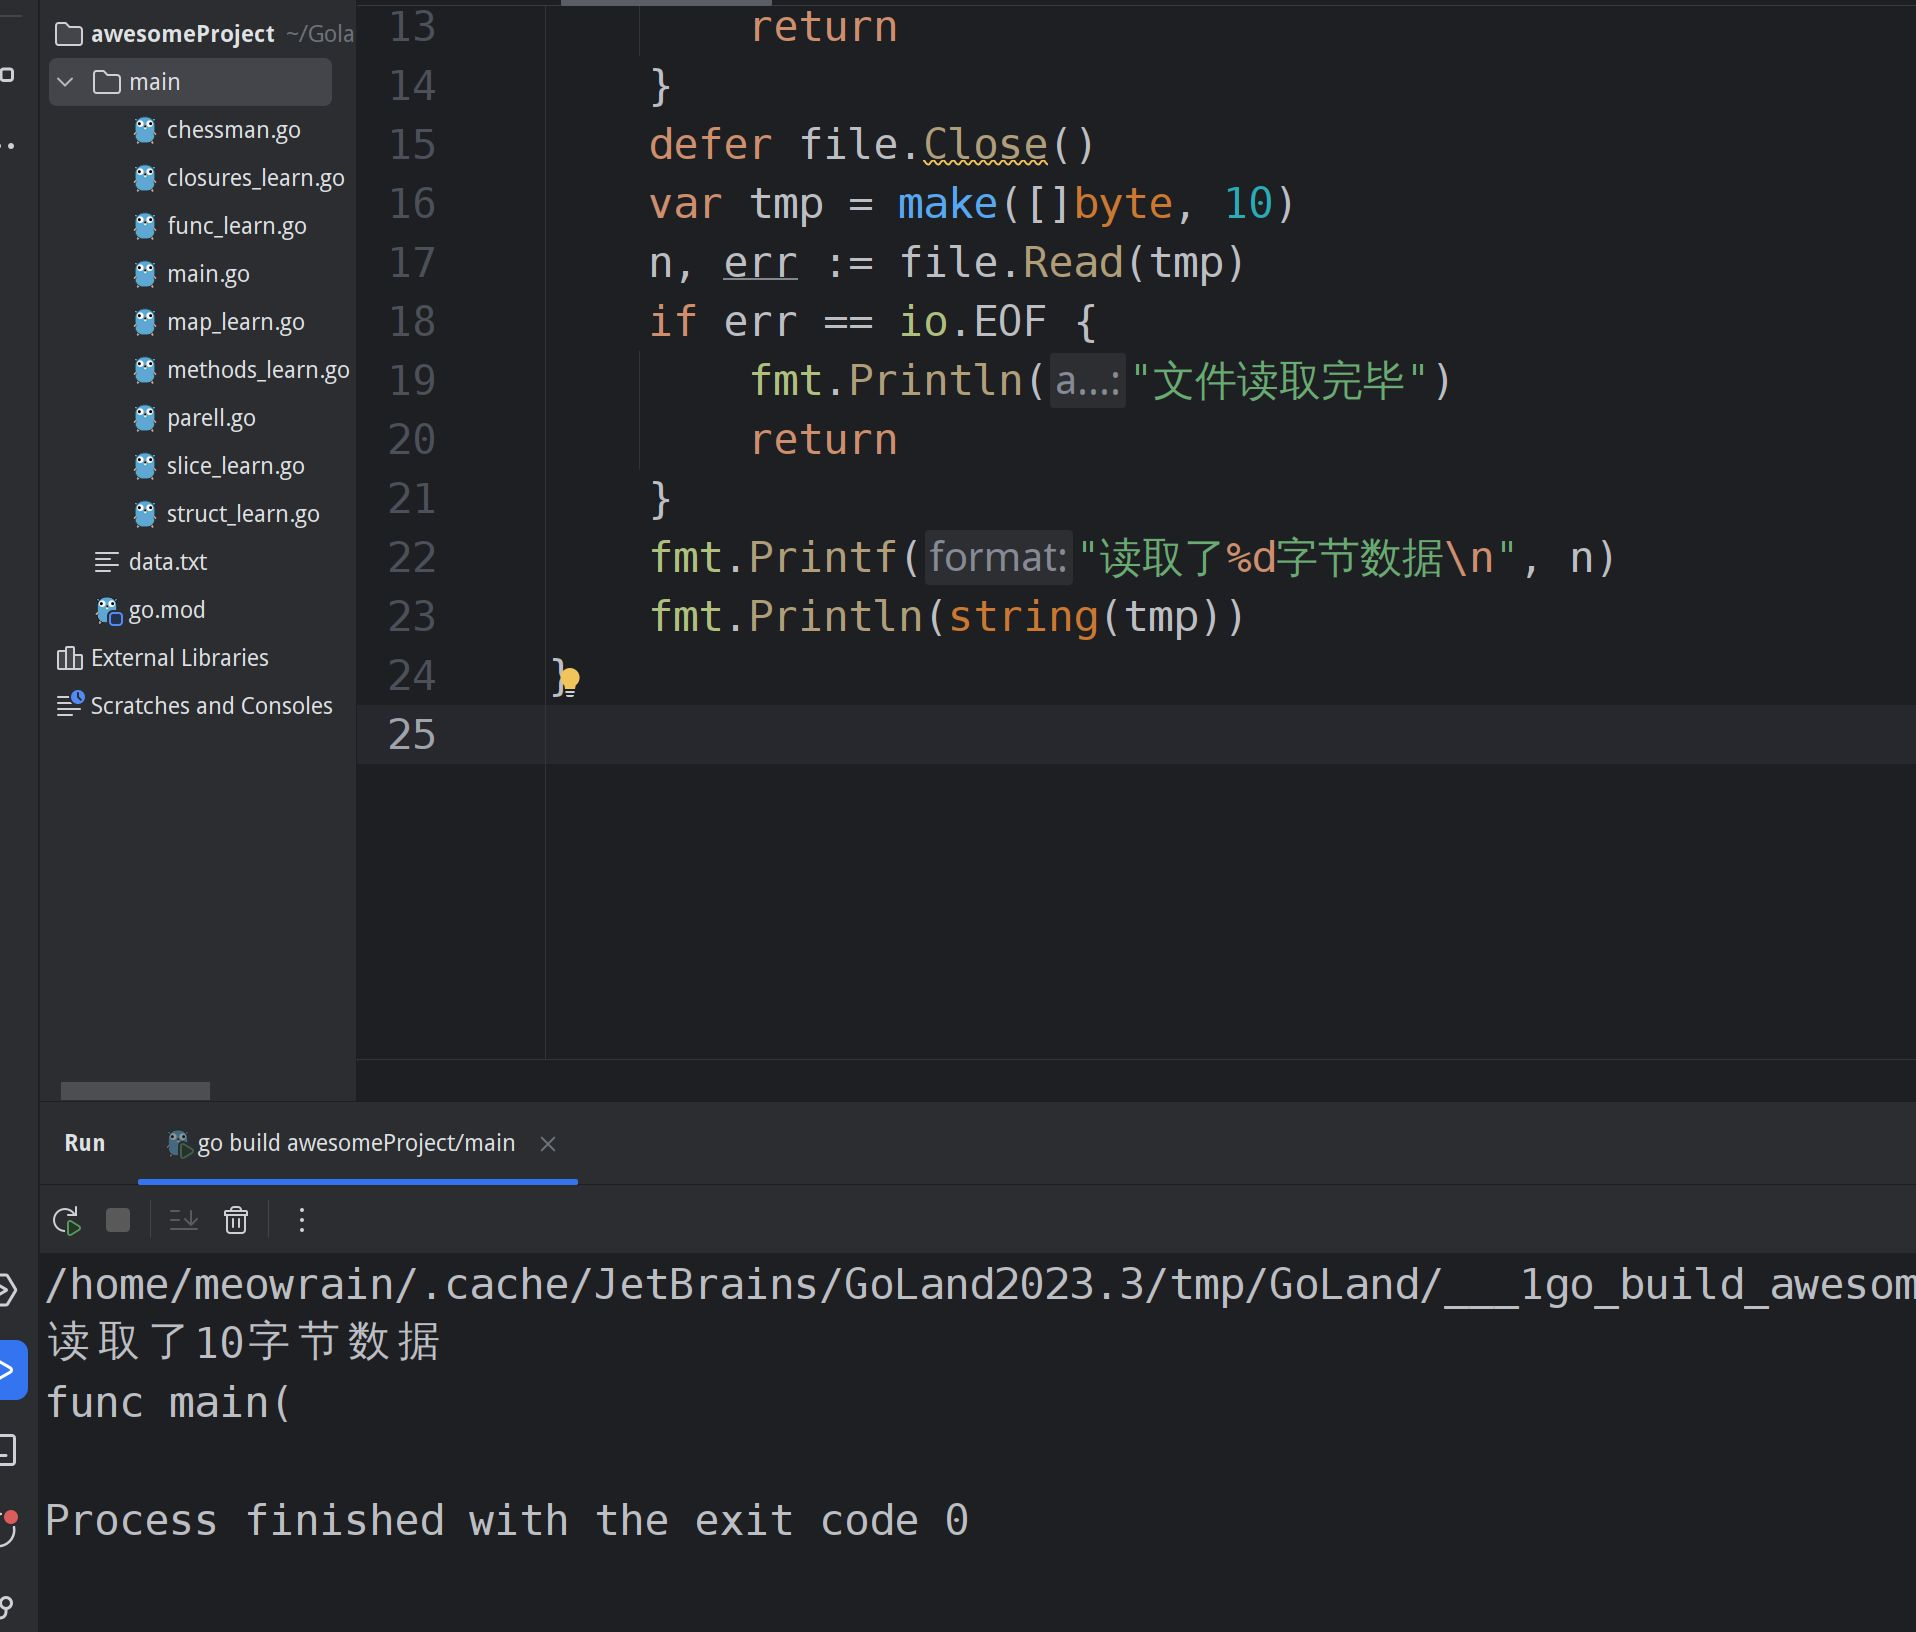 awesomeProject ~/Gola
main
chessman.go
closures_learn.go
func_learn.go
main.go
map_learn.go
methods_learn.go
parell.go
slice_learn.go
struct_learn.go
data.txt
go.mod
External Libraries
Scratches and Consoles
13 return
14 }
15 defer file.Close()
16 var tmp = make([]byte, 10)
17 n, err := file.Read(tmp)
18 if err == io.EOF {
19 fmt.Println(a...:"文件读取完毕")
20 return
21 }
22 fmt.Printf(format:"读取了%d字节数据\n", n)
23 fmt.Println(string(tmp))
24 }
25
Run go build awesomeProject/main
/home/meowrain/.cache/JetBrains/GoLand2023.3/tmp/GoLand/___1go_build_awesom
读取了10字节数据
func main(
Process finished with the exit code 0